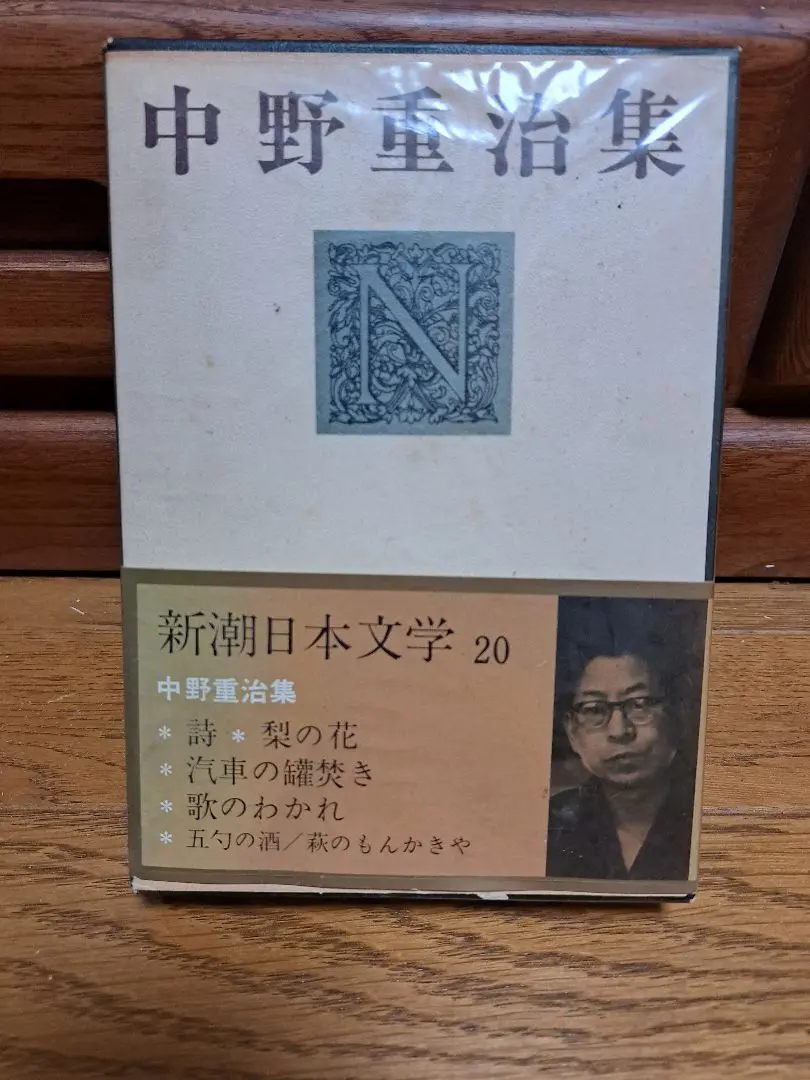 中野重治集
N
新潮日本文学 20
中野重治集
* 詩 * 梨の花
* 汽車の罐焚き
* 歌のわかれ
* 五勺の酒/萩のもんかきや